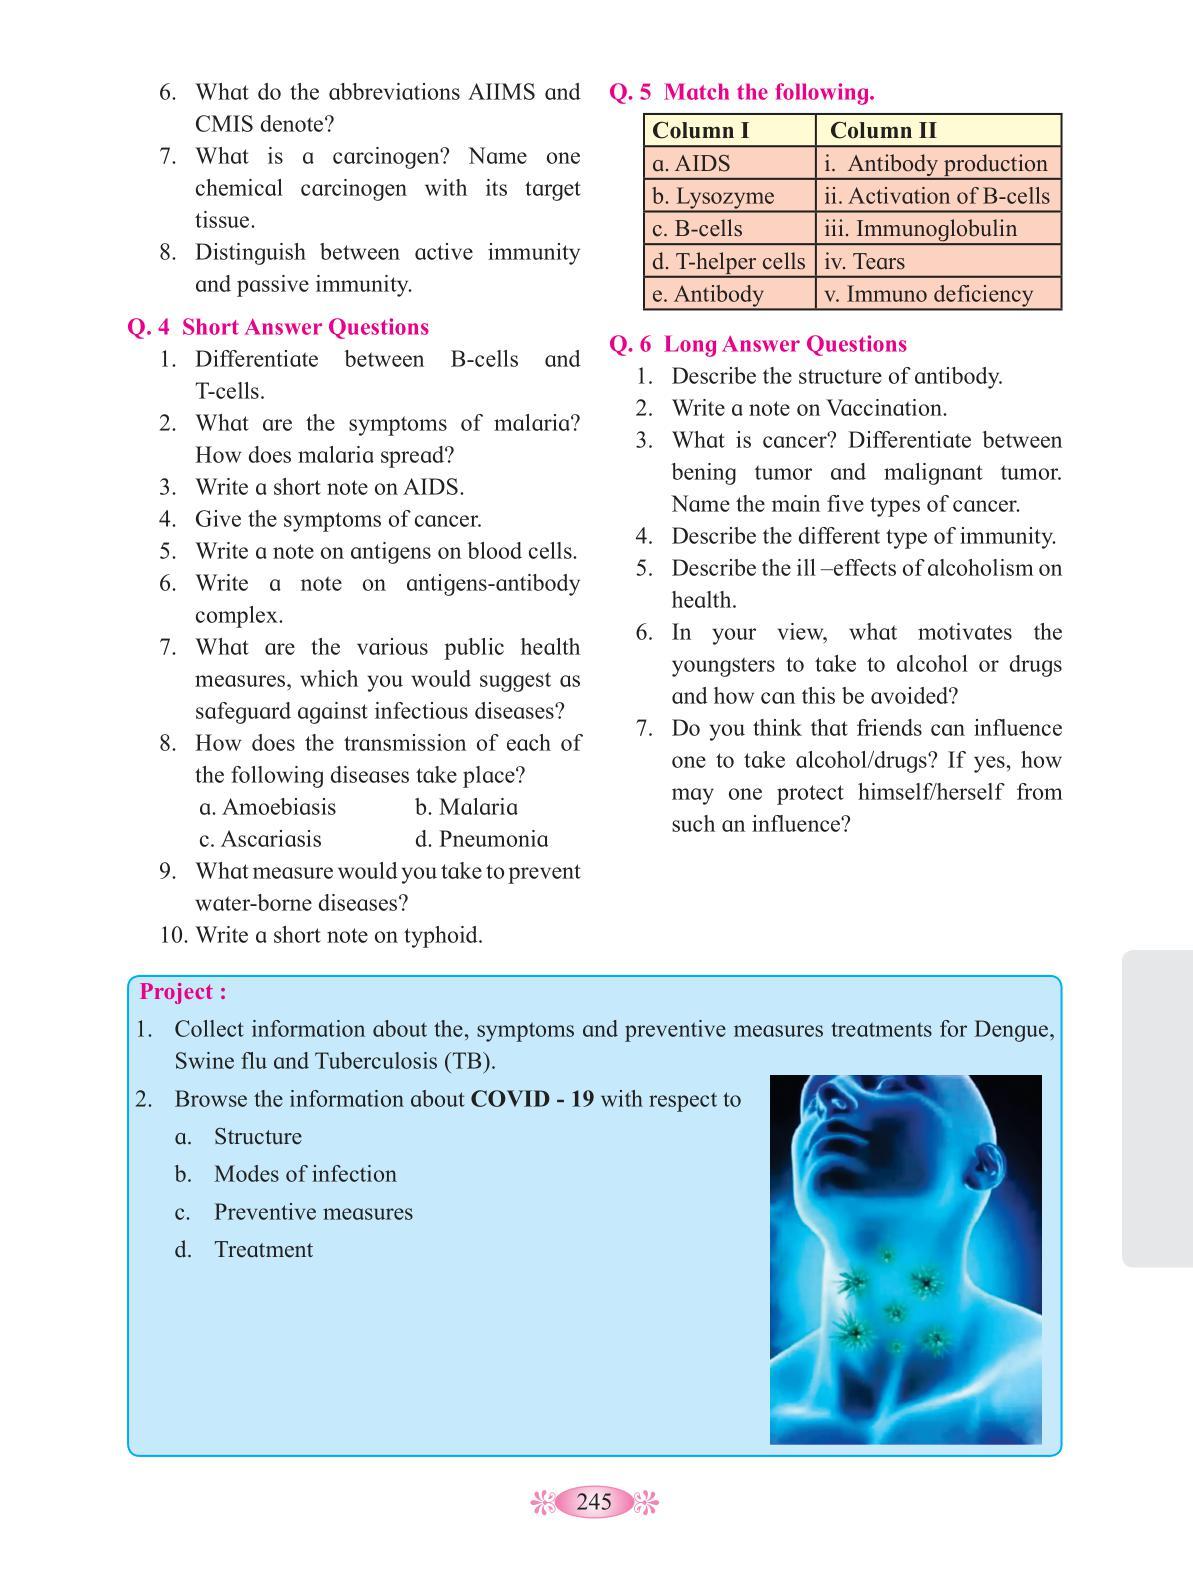 6. What do the abbreviations AIIMS and
CMIS denote?
7. What is a carcinogen? Name one
chemical carcinogen with its target
tissue.
8. Distinguish between active immunity
and passive immunity.
Q. 4 Short Answer Questions
1. Differentiate between B-cells and
T-cells.
2. What are the symptoms of malaria?
How does malaria spread?
3. Write a short note on AIDS.
4. Give the symptoms of cancer.
5. Write a note on antigens on blood cells.
6. Write a note on antigens-antibody
complex.
7. What are the various public health
measures, which you would suggest as
safeguard against infectious diseases?
8. How does the transmission of each of
the following diseases take place?
a. Amoebiasis b. Malaria
c. Ascariasis d. Pneumonia
9. What measure would you take to prevent
water-borne diseases?
10. Write a short note on typhoid.
Q. 5 Match the following.
Column I Column II
a. AIDS i. Antibody production
b. Lysozyme ii. Activation of B-cells
c. B-cells iii. Immunoglobulin
d. T-helper cells iv. Tears
e. Antibody v. Immuno deficiency
Q. 6 Long Answer Questions
1. Describe the structure of antibody.
2. Write a note on Vaccination.
3. What is cancer? Differentiate between
bening tumor and malignant tumor.
Name the main five types of cancer.
4. Describe the different type of immunity.
5. Describe the ill –effects of alcoholism on
health.
6. In your view, what motivates the
youngsters to take to alcohol or drugs
and how can this be avoided?
7. Do you think that friends can influence
one to take alcohol/drugs? If yes, how
may one protect himself/herself from
such an influence?
Project :
1. Collect information about the, symptoms and preventive measures treatments for Dengue,
Swine flu and Tuberculosis (TB).
2. Browse the information about COVID - 19 with respect to
a. Structure
b. Modes of infection
c. Preventive measures
d. Treatment
245